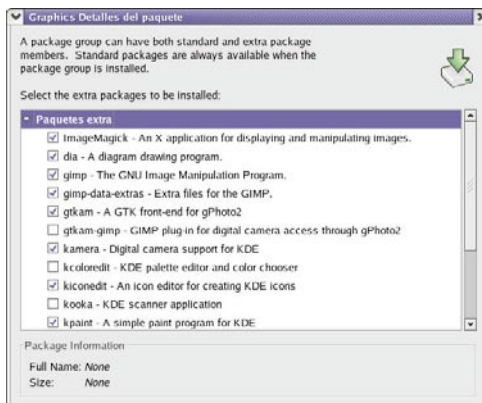 Graphics Detalles del paquete
A package group can have both standard and extra package
members. Standard packages are always available when the
package group is installed.
Select the extra packages to be installed:
Paquetes extra
ImageMagick - An X application for displaying and manipulating images.
dia - A diagram drawing program.
gimp - The GNU Image Manipulation Program.
gimp-data-extras - Extra files for the GIMP.
gtkam - A GTK front-end for gPhoto2
gtkam-gimp - GIMP plug-in for digital camera access through gPhoto2
kamera - Digital camera support for KDE
kcoloredit - KDE palette editor and color chooser
kiconedit - An icon editor for creating KDE icons
kooka - KDE scanner application
kpaint - A simple paint program for KDE
Package Information
Full Name: None
Size: None